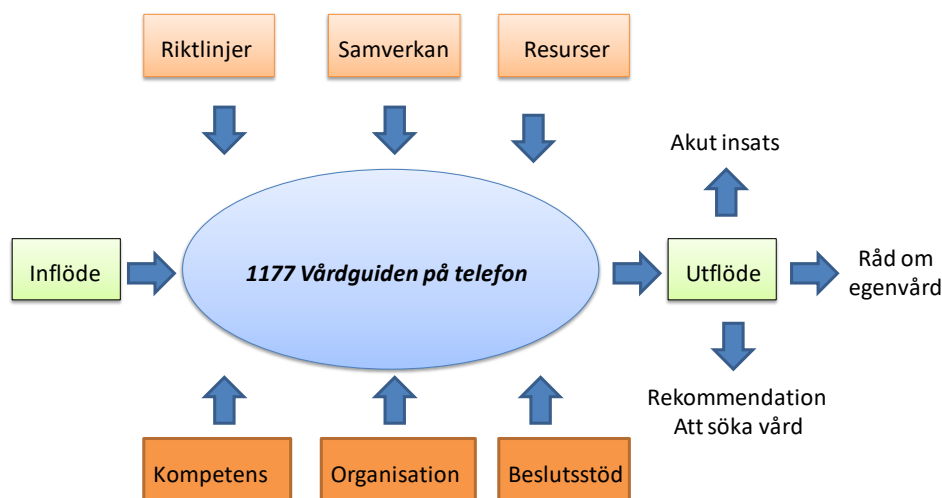 Riktlinjer
Samverkan
Resurser
Akut insats
Inflöde
1177 Vårdguiden på telefon
Utflöde
Råd om
egenvård
Rekommendation
Att söka vård
Kompetens
Organisation
Beslutsstöd